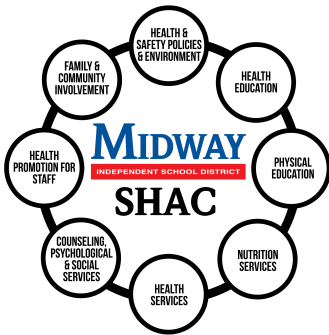 HEALTH &
SAFETY POLICIES
& ENVIRONMENT
HEALTH
EDUCATION
PHYSICAL
EDUCATION
NUTRITION
SERVICES
HEALTH
SERVICES
COUNSELING,
PSYCHOLOGICAL
& SOCIAL
SERVICES
HEALTH
PROMOTION FOR
STAFF
FAMILY &
COMMUNITY
INVOLVEMENT
MIDWAY
INDEPENDENT SCHOOL DISTRICT
SHAC